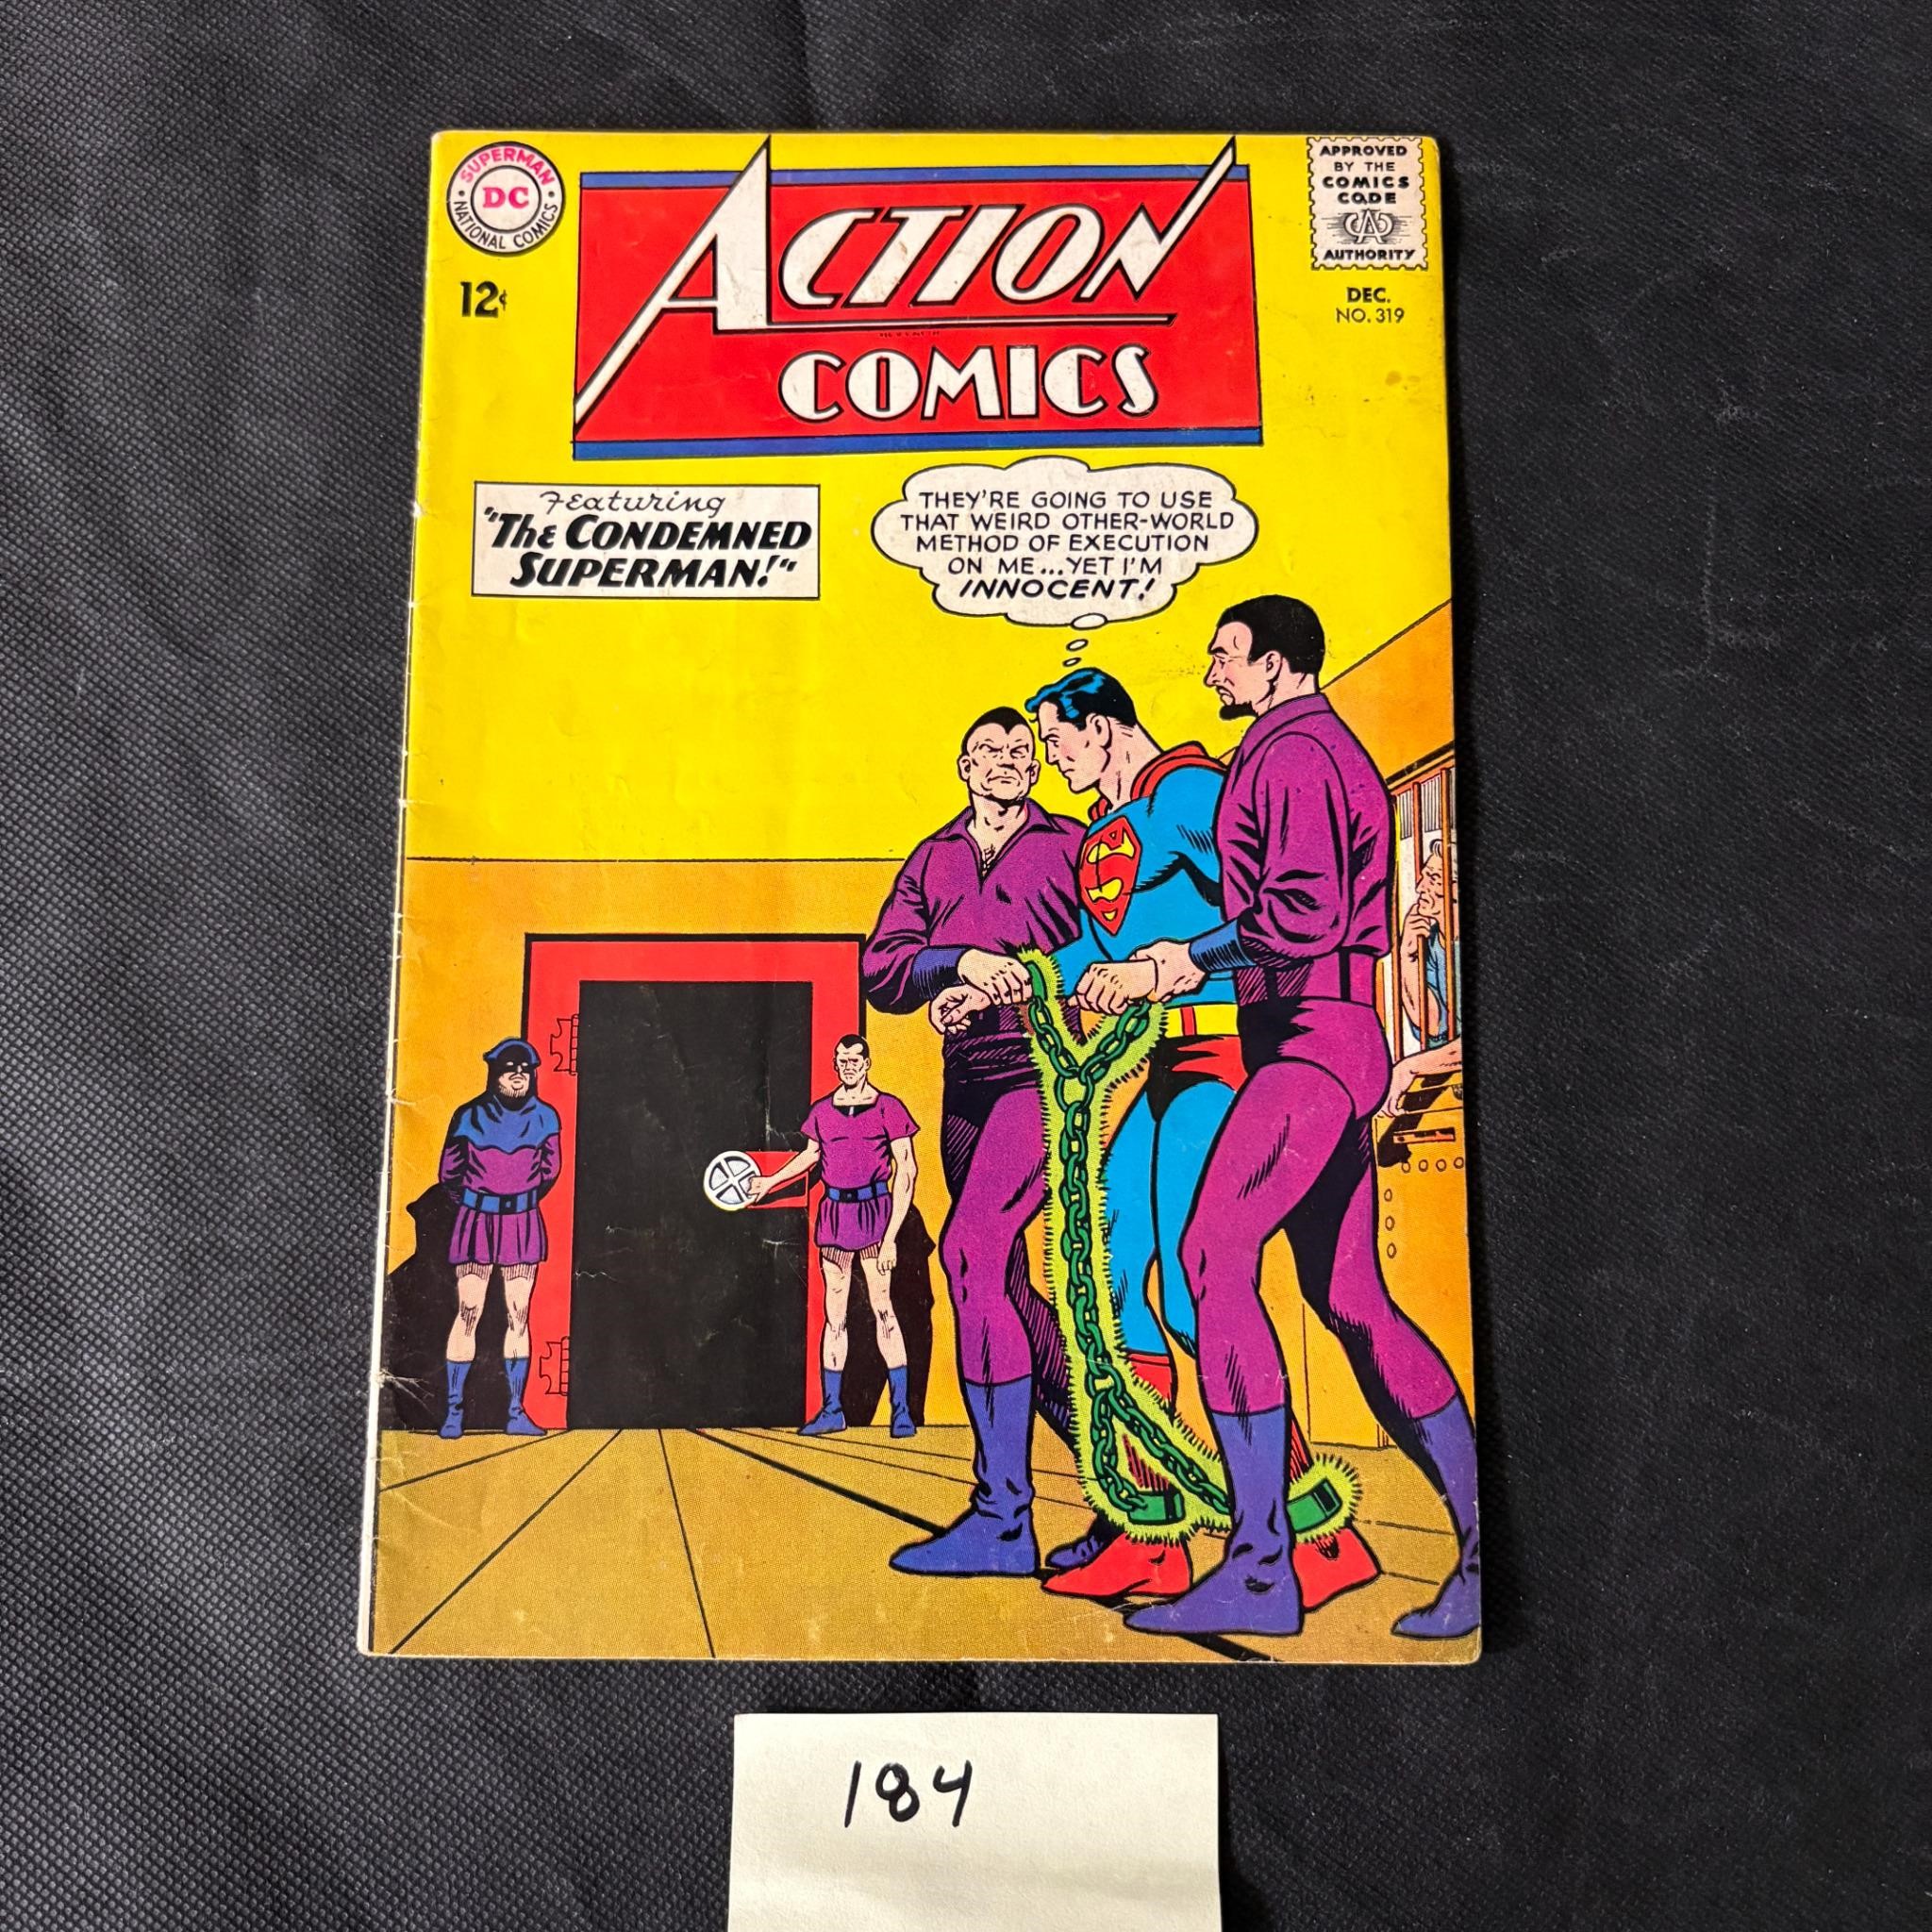 SUPERMAN
DC
NATIONAL COMICS
12¢
ACTION
COMICS
APPROVED
BY THE
COMICS
CODE
CA
AUTHORITY
DEC.
NO. 319
Featuring
"The CONDEMNED
SUPERMAN!"
THEY'RE GOING TO USE
THAT WEIRD OTHER-WORLD
METHOD OF EXECUTION
ON ME...YET I'M
INNOCENT!
S
184